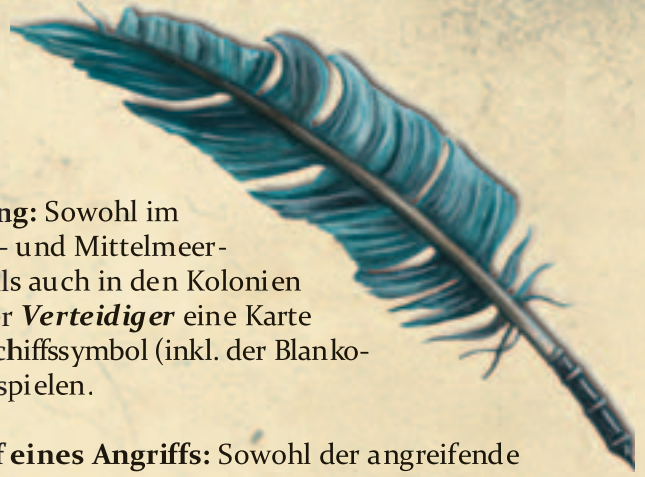 ng: Sowohl im
- und Mittelmeer-
ls auch in den Kolonien
r Verteidiger eine Karte
chiffssymbol (inkl. der Blanko-
spielen.
f eines Angriffs: Sowohl der angreifende